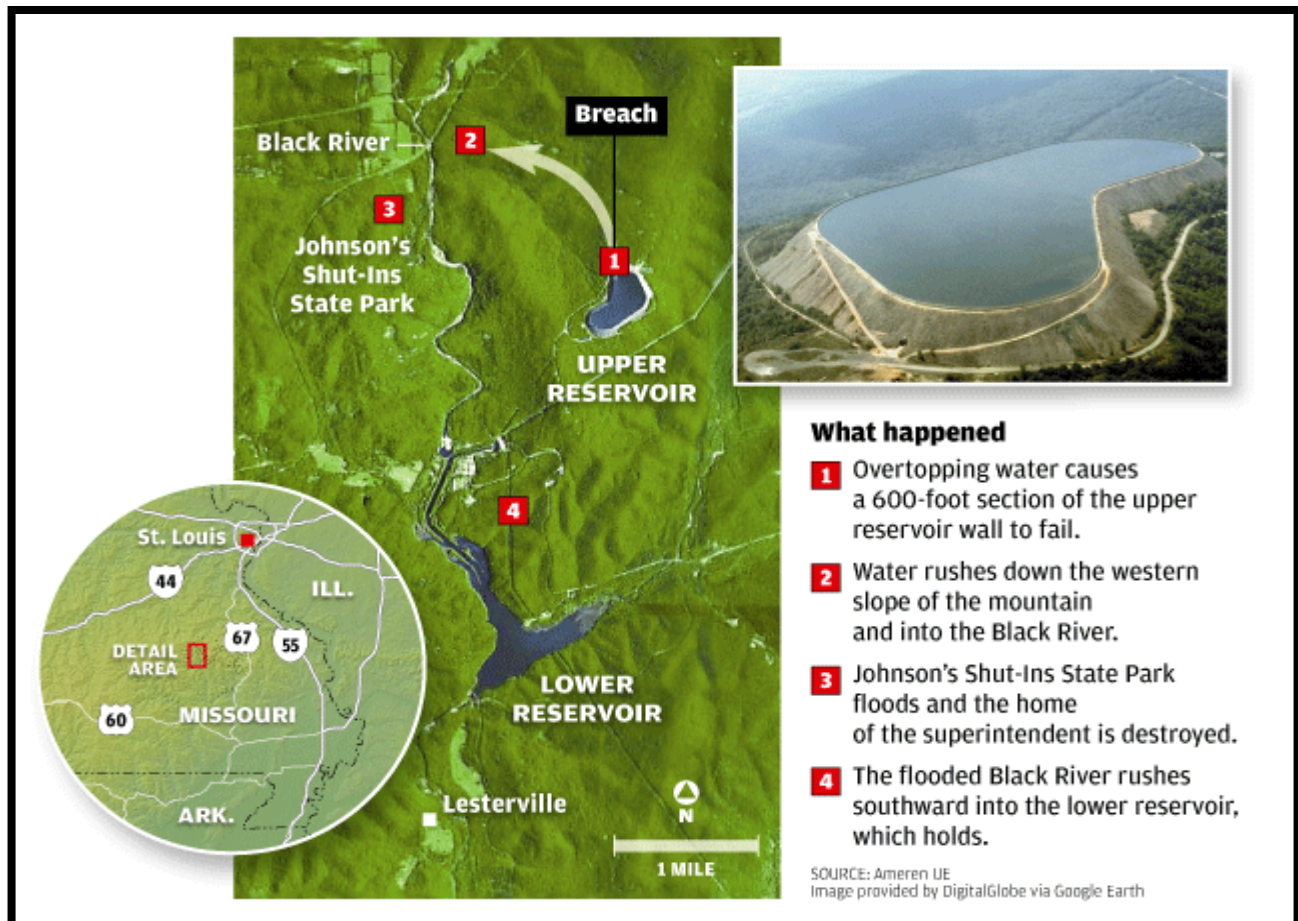 Breach
Black River
2
3
Johnson's
Shut-Ins
State Park
1
UPPER
RESERVOIR
4
LOWER
RESERVOIR
Lesterville
N
1 MILE
St. Louis
44
ILL.
67
55
DETAIL
AREA
60
MISSOURI
ARK.
What happened
1 Overtopping water causes
a 600-foot section of the upper
reservoir wall to fail.
2 Water rushes down the western
slope of the mountain
and into the Black River.
3 Johnson's Shut-Ins State Park
floods and the home
of the superintendent is destroyed.
4 The flooded Black River rushes
southward into the lower reservoir,
which holds.
SOURCE: Ameren UE
Image provided by DigitalGlobe via Google Earth